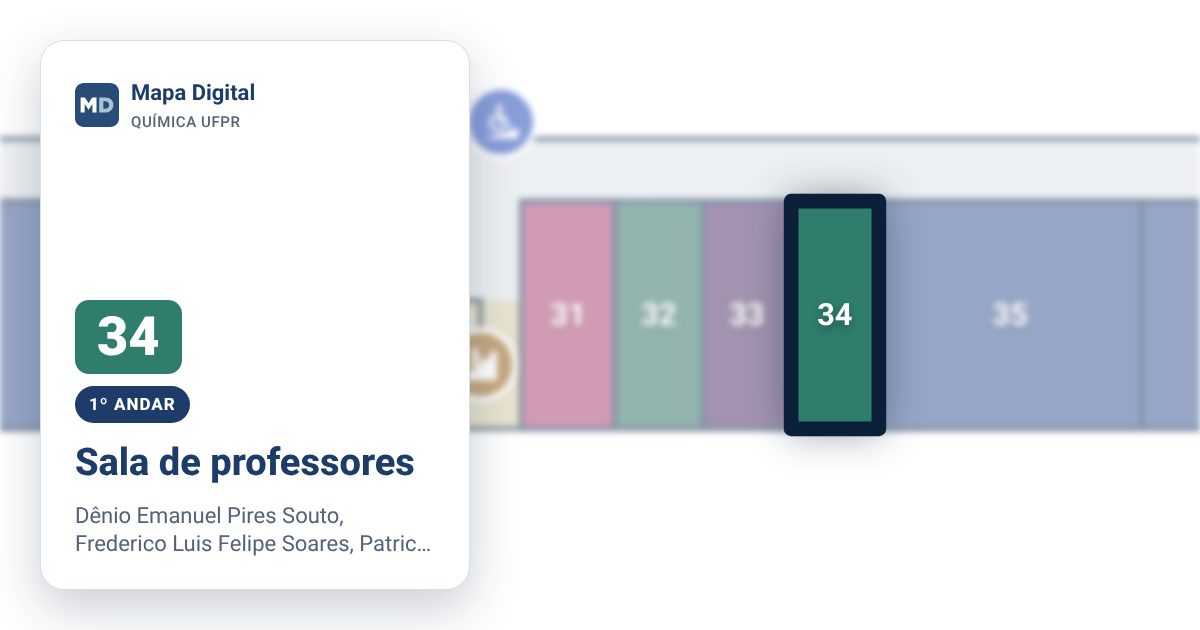 MD
Mapa Digital
QUÍMICA UFPR
34
1º ANDAR
Sala de professores
Dênio Emanuel Pires Souto,
Frederico Luis Felipe Soares, Patric...
31
32
33
34
35